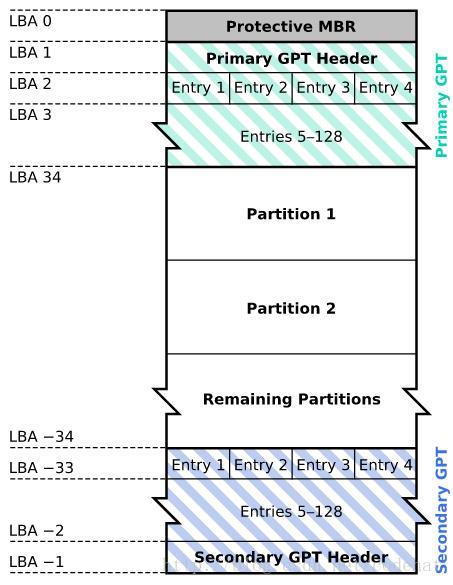 LBA 0
Protective MBR
LBA 1
Primary GPT Header
LBA 2
Entry 1 Entry 2 Entry 3 Entry 4
LBA 3
Entries 5–128
Primary GPT
LBA 34
Partition 1
Partition 2
Remaining Partitions
LBA −34
LBA −33
Entry 1 Entry 2 Entry 3 Entry 4
Entries 5–128
Secondary GPT
LBA −2
LBA −1
Secondary GPT Header